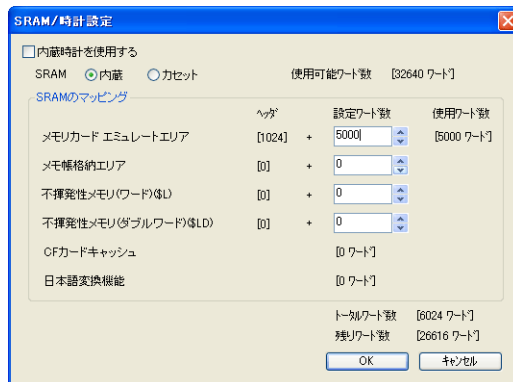 SRAM/時計設定
内蔵時計を使用する
SRAM 内蔵 カセット 使用可能ワード数 [32640 ワード]
SRAMのマッピング
ヘッダ 設定ワード数 使用ワード数
メモリカード エミュレートエリア [1024] + 5000 [5000 ワード]
メモ帳格納エリア [0] + 0
不揮発性メモリ(ワード)($L) [0] + 0
不揮発性メモリ(ダブルワード)($LD) [0] + 0
CFカードキャッシュ [0 ワード]
日本語変換機能 [0 ワード]
トータルワード数 [6024 ワード]
残りワード数 [26616 ワード]
OK キャンセル